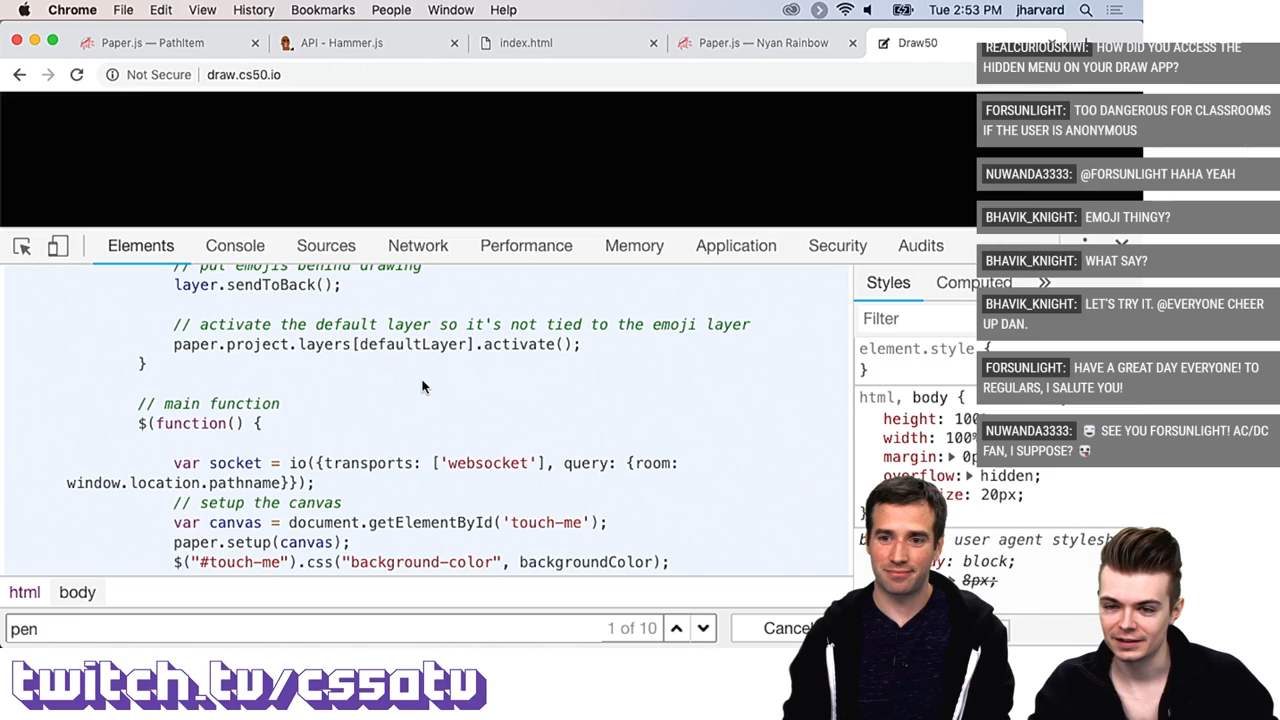 Chrome File Edit View History Bookmarks People Window Help Tue 2:53 PM jharvard
Paper.js — PathItem
API - Hammer.js
index.html
Paper.js — Nyan Rainbow
Draw50
Not Secure draw.cs50.io
REALCURIOUSKIWI: HOW DID YOU ACCESS THE
HIDDEN MENU ON YOUR DRAW APP?
FORSUNLIGHT: TOO DANGEROUS FOR CLASSROOMS
IF THE USER IS ANONYMOUS
NUWANDA3333: @FORSUNLIGHT HAHA YEAH
BHAVIK_KNIGHT: EMOJI THINGY?
BHAVIK_KNIGHT: WHAT SAY?
BHAVIK_KNIGHT: LET'S TRY IT. @EVERYONE CHEER
UP DAN.
FORSUNLIGHT: HAVE A GREAT DAY EVERYONE! TO
REGULARS, I SALUTE YOU!
NUWANDA3333: SEE YOU FORSUNLIGHT! AC/DC
FAN, I SUPPOSE?
Elements Console Sources Network Performance Memory Application Security Audits
// put emojis behind drawing
layer.sendToBack();
// activate the default layer so it's not tied to the emoji layer
paper.project.layers[defaultLayer].activate();
}
// main function
$(function() {
var socket = io({transports: ['websocket'], query: {room:
window.location.pathname}});
// setup the canvas
var canvas = document.getElementById('touch-me');
paper.setup(canvas);
$("#touch-me").css("background-color", backgroundColor);
Styles Computed »
Filter
element.style {
}
html, body {
height: 100%
width: 100%
margin: 0p
overflow: hidden;
size: 20px;
}
user agent stylesh
block;
8px;
html body
pen 1 of 10 Cancel
twitch.tv/cs50tv